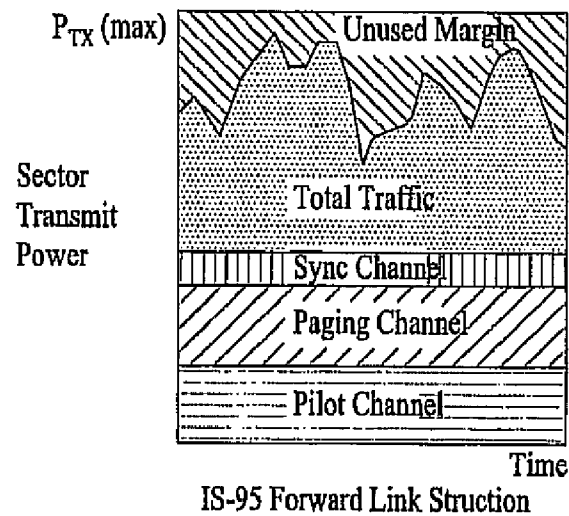 P_TX (max)
Unused Margin
Sector
Transmit
Power
Total Traffic
Sync Channel
Paging Channel
Pilot Channel
Time
IS-95 Forward Link Struction